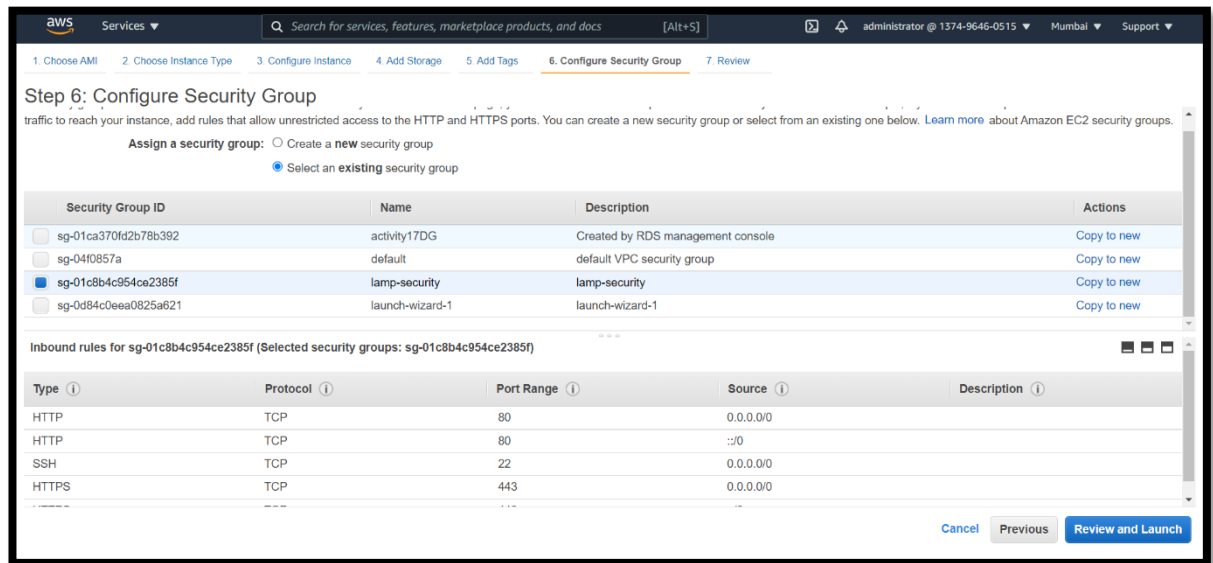 aws Services ▼ Search for services, features, marketplace products, and docs [Alt+S] administrator @ 1374-9646-0515 ▼ Mumbai ▼ Support ▼
1. Choose AMI 2. Choose Instance Type 3. Configure Instance 4. Add Storage 5. Add Tags 6. Configure Security Group 7. Review
Step 6: Configure Security Group
traffic to reach your instance, add rules that allow unrestricted access to the HTTP and HTTPS ports. You can create a new security group or select from an existing one below. Learn more about Amazon EC2 security groups.
Assign a security group: Create a new security group
Select an existing security group
Security Group ID Name Description Actions
sg-01ca370fd2b78b392 activity17DG Created by RDS management console Copy to new
sg-04f0857a default default VPC security group Copy to new
sg-01c8b4c954ce2385f lamp-security lamp-security Copy to new
sg-0d84c0eea0825a621 launch-wizard-1 launch-wizard-1 Copy to new
Inbound rules for sg-01c8b4c954ce2385f (Selected security groups: sg-01c8b4c954ce2385f)
Type Protocol Port Range Source Description
HTTP TCP 80 0.0.0.0/0
HTTP TCP 80 ::/0
SSH TCP 22 0.0.0.0/0
HTTPS TCP 443 0.0.0.0/0
Cancel Previous Review and Launch